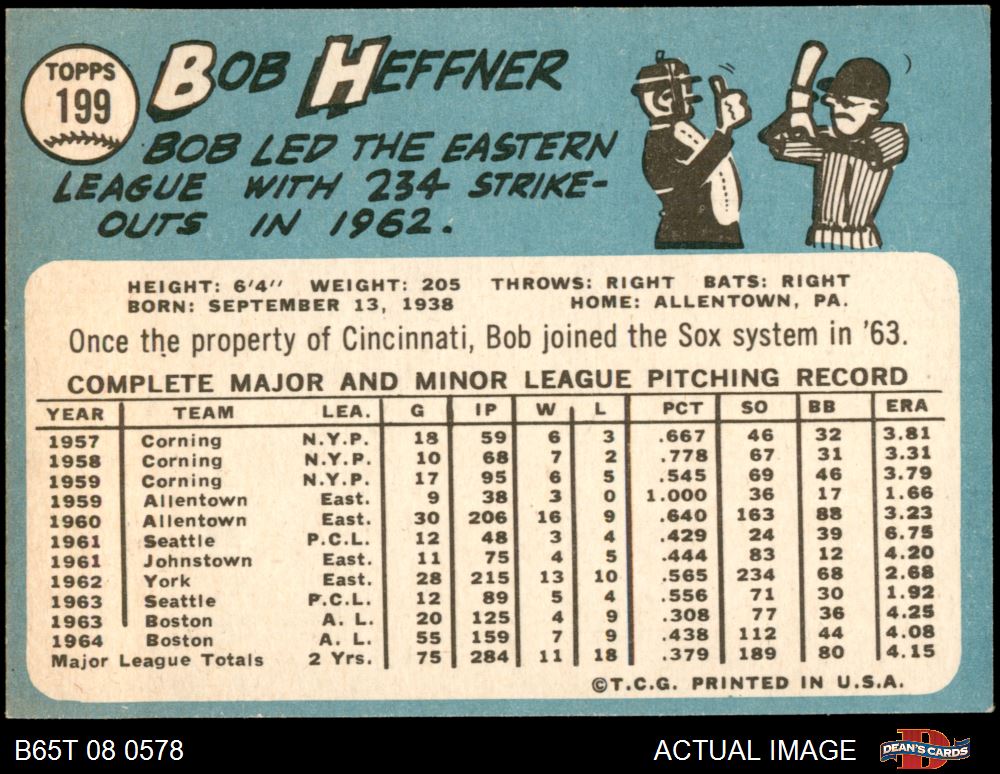 TOPPS
199
BOB HEFFNER
BOB LED THE EASTERN
LEAGUE WITH 234 STRIKE-
OUTS IN 1962.
HEIGHT: 6'4" WEIGHT: 205 THROWS: RIGHT BATS: RIGHT
BORN: SEPTEMBER 13, 1938 HOME: ALLENTOWN, PA.
Once the property of Cincinnati, Bob joined the Sox system in '63.
COMPLETE MAJOR AND MINOR LEAGUE PITCHING RECORD
YEAR TEAM LEA. G IP W L PCT SO BB ERA
1957 Corning N.Y.P. 18 59 6 3 .667 46 32 3.81
1958 Corning N.Y.P. 10 68 7 2 .778 67 31 3.31
1959 Corning N.Y.P. 17 95 6 5 .545 69 46 3.79
1959 Allentown East. 9 38 3 0 1.000 36 17 1.66
1960 Allentown East. 30 206 16 9 .640 163 88 3.23
1961 Seattle P.C.L. 12 48 3 4 .429 24 39 6.75
1961 Johnstown East. 11 75 4 5 .444 83 12 4.20
1962 York East. 28 215 13 10 .565 234 68 2.68
1963 Seattle P.C.L. 12 89 5 4 .556 71 30 1.92
1963 Boston A. L. 20 125 4 9 .308 77 36 4.25
1964 Boston A. L. 55 159 7 9 .438 112 44 4.08
Major League Totals 2 Yrs. 75 284 11 18 .379 189 80 4.15
©T.C.G. PRINTED IN U.S.A.
B65T 08 0578 ACTUAL IMAGE DEAN'S CARDS